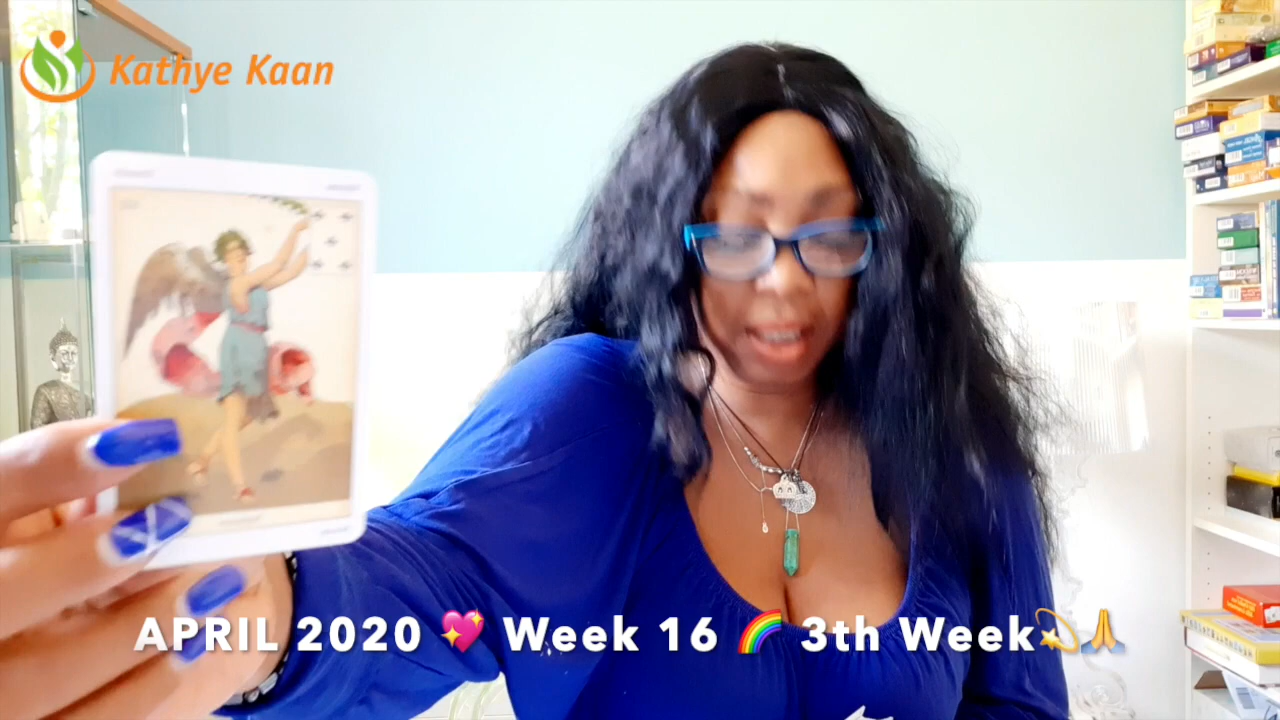 Kathye Kaan
APRIL 2020 💖 Week 16 🌈 3th Week💫🙏